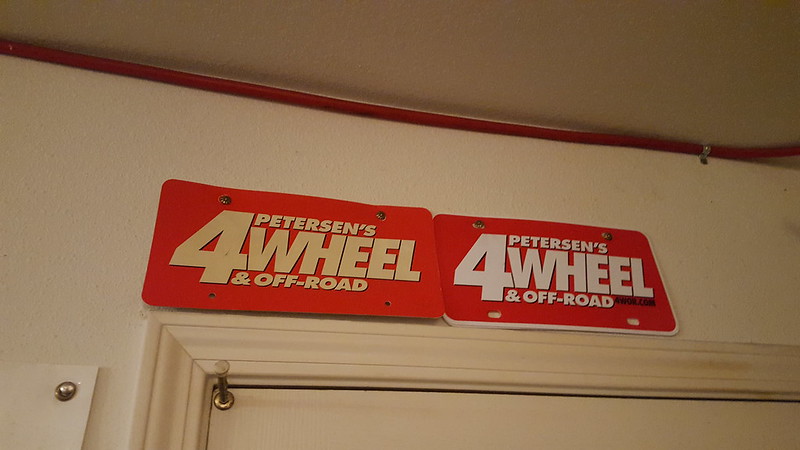 PETERSEN'S
4WHEEL
& OFF-ROAD
PETERSEN'S
4WHEEL
& OFF-ROAD 4WOR.COM